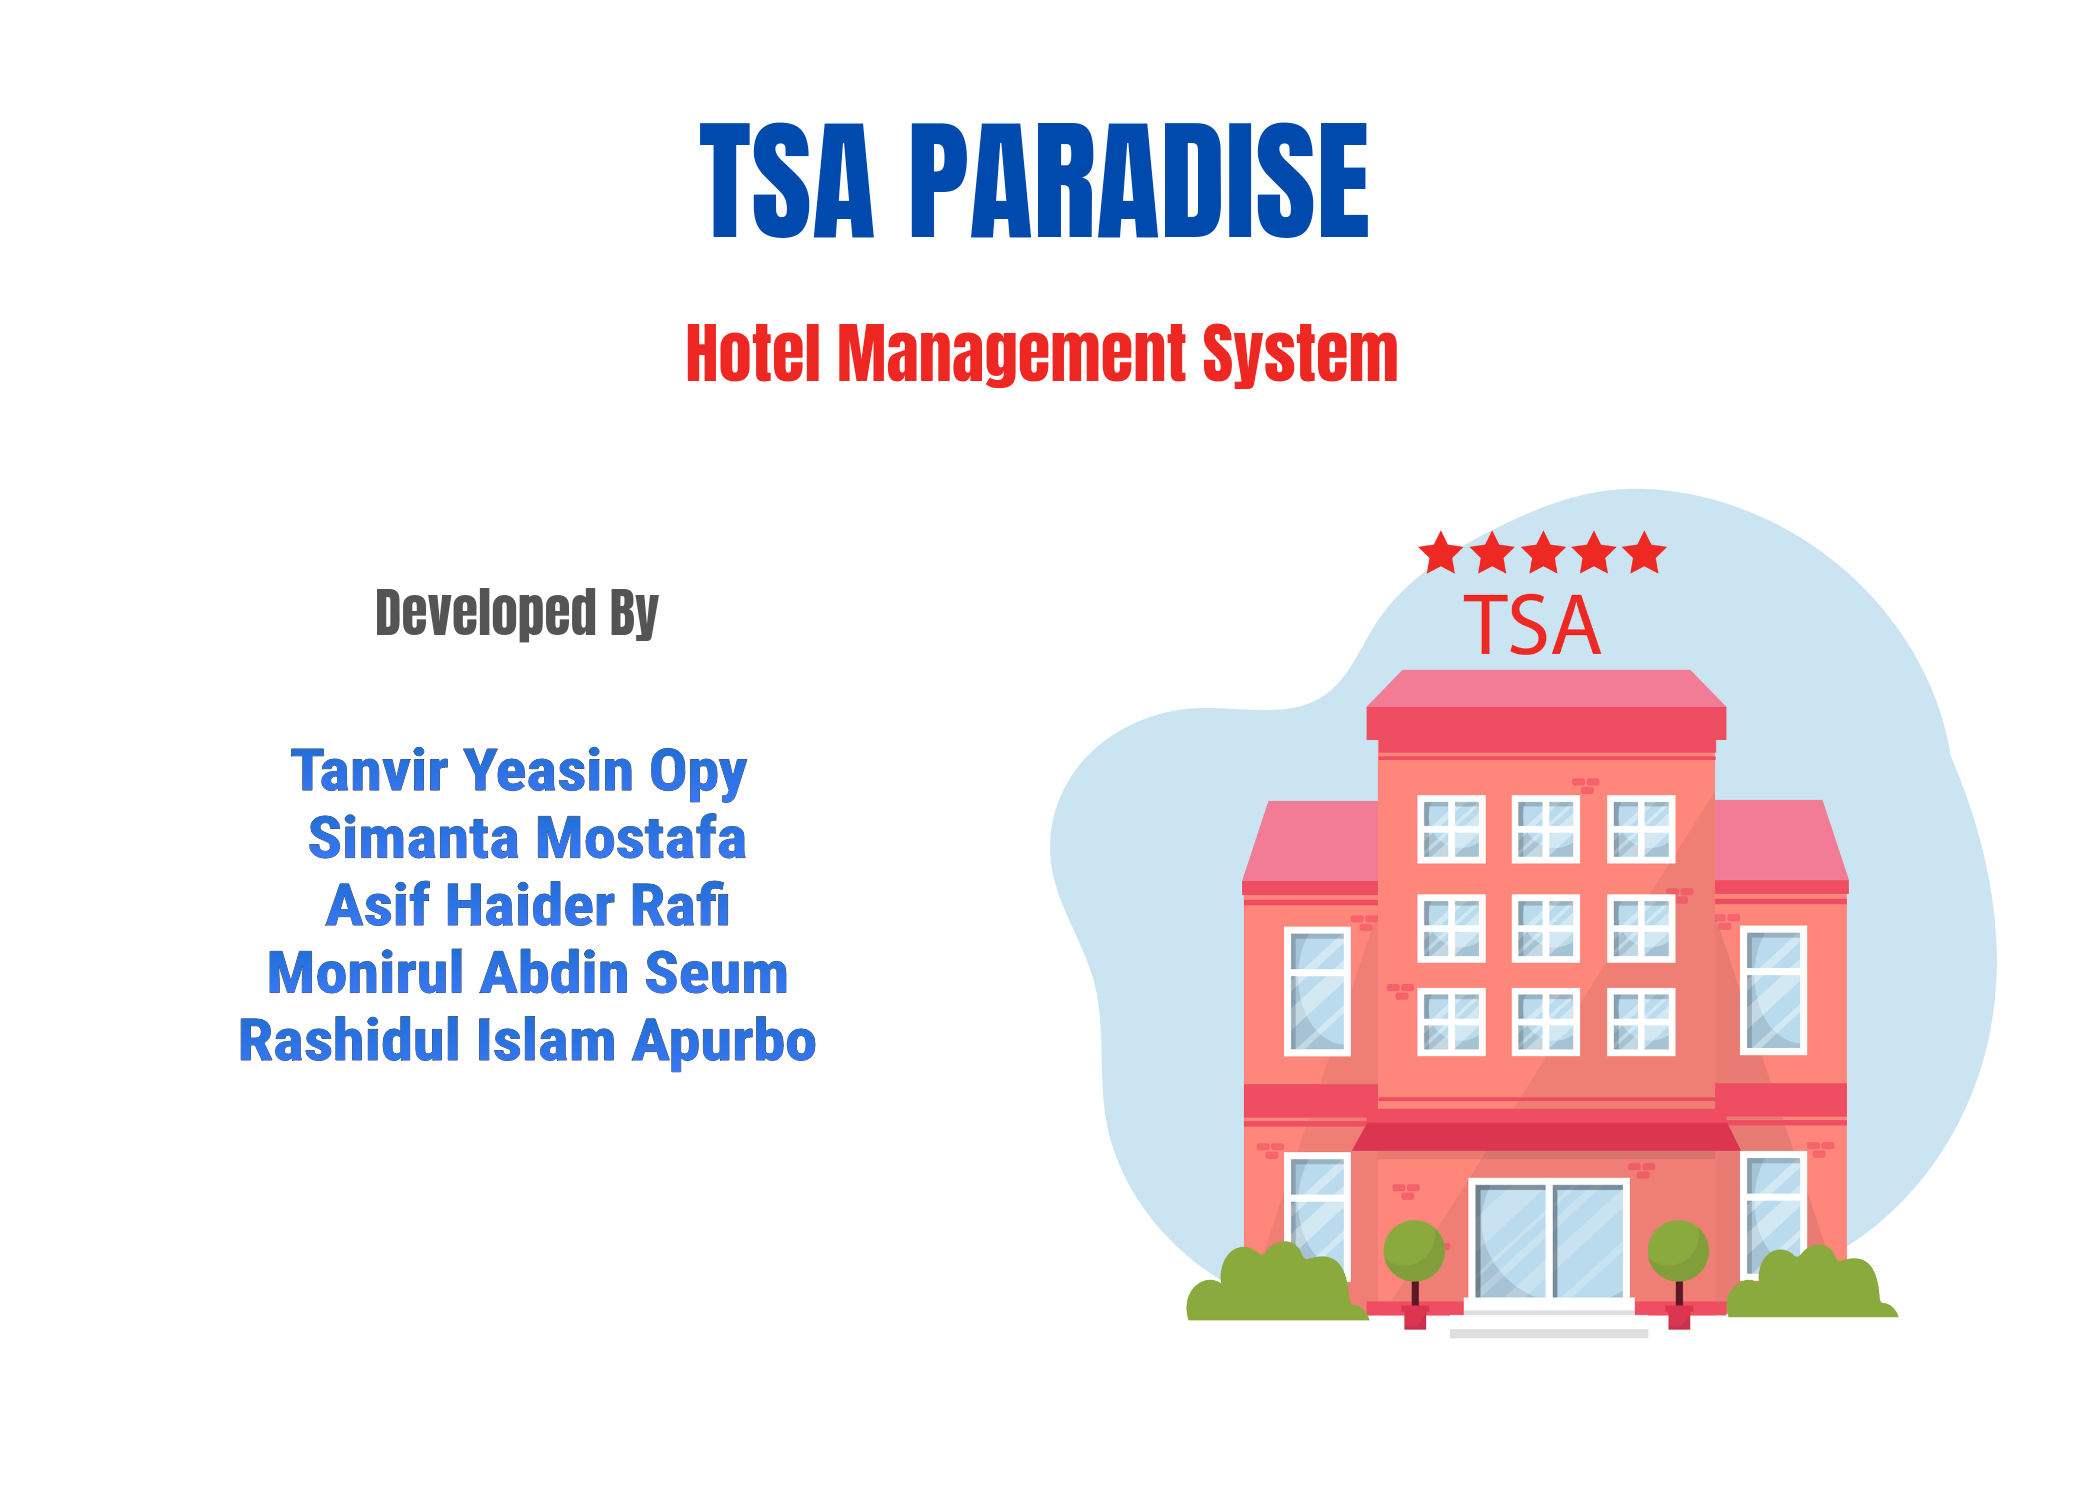 TSA PARADISE
Hotel Management System
Developed By
Tanvir Yeasin Opy
Simanta Mostafa
Asif Haider Rafi
Monirul Abdin Seum
Rashidul Islam Apurbo
TSA